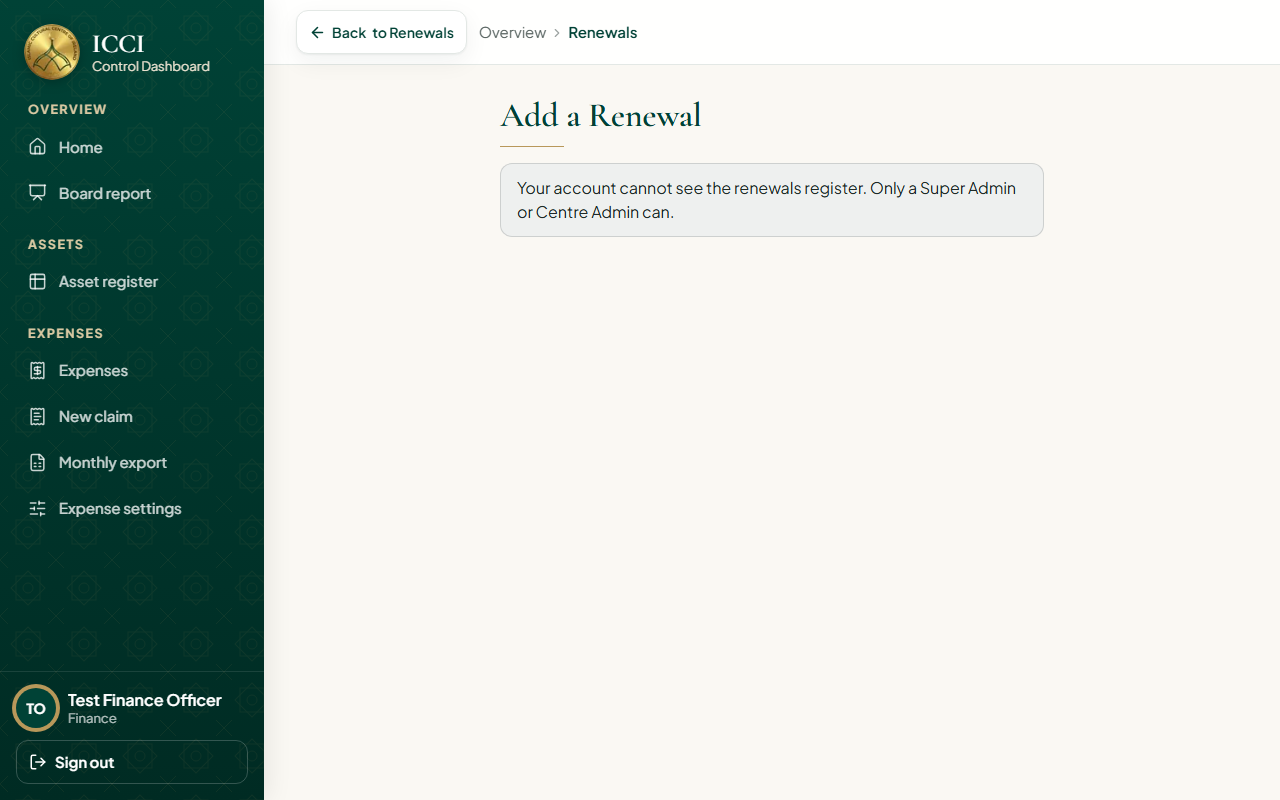 ICCI
Control Dashboard
OVERVIEW
Home
Board report
ASSETS
Asset register
EXPENSES
Expenses
New claim
Monthly export
Expense settings
TO
Test Finance Officer
Finance
Sign out
Back to Renewals
Overview
Renewals
Add a Renewal
Your account cannot see the renewals register. Only a Super Admin
or Centre Admin can.